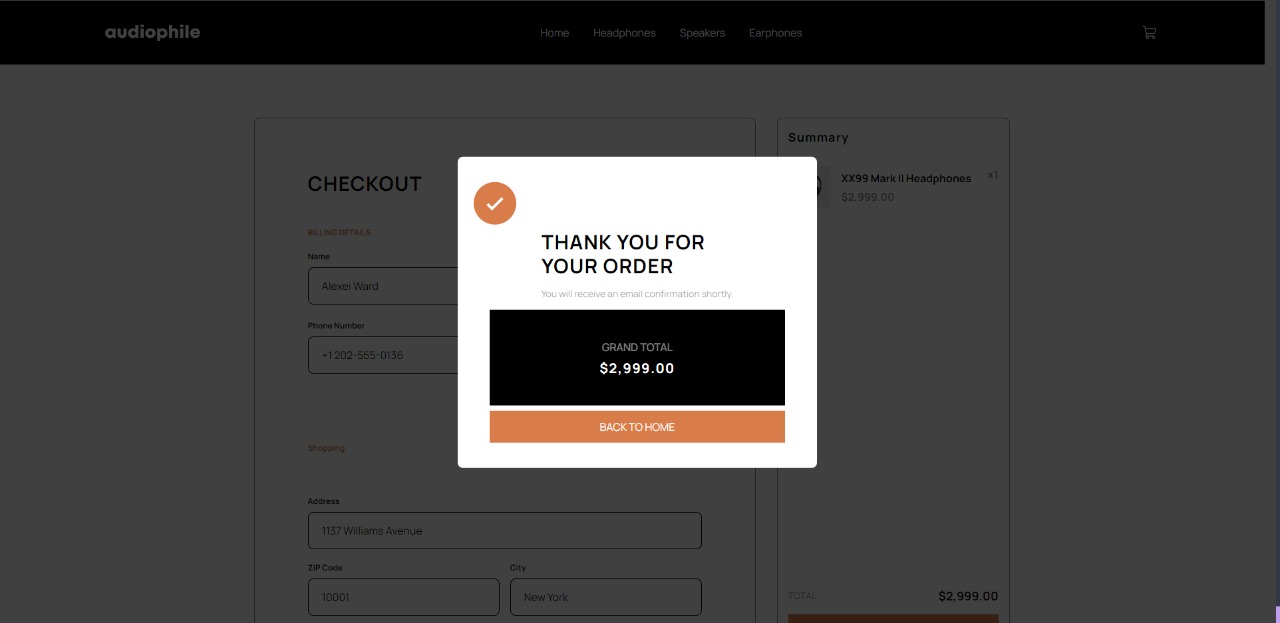 audiophile
Home Headphones Speakers Earphones
CHECKOUT
BILLING DETAILS
Name
Alexei Ward
Phone Number
+1 202-555-0136
Shopping
Address
1137 Williams Avenue
ZIP Code
City
10001
New York
Summary
XX99 Mark II Headphones
x1
$2,999.00
TOTAL
$2,999.00
THANK YOU FOR
YOUR ORDER
You will receive an email confirmation shortly.
GRAND TOTAL
$2,999.00
BACK TO HOME